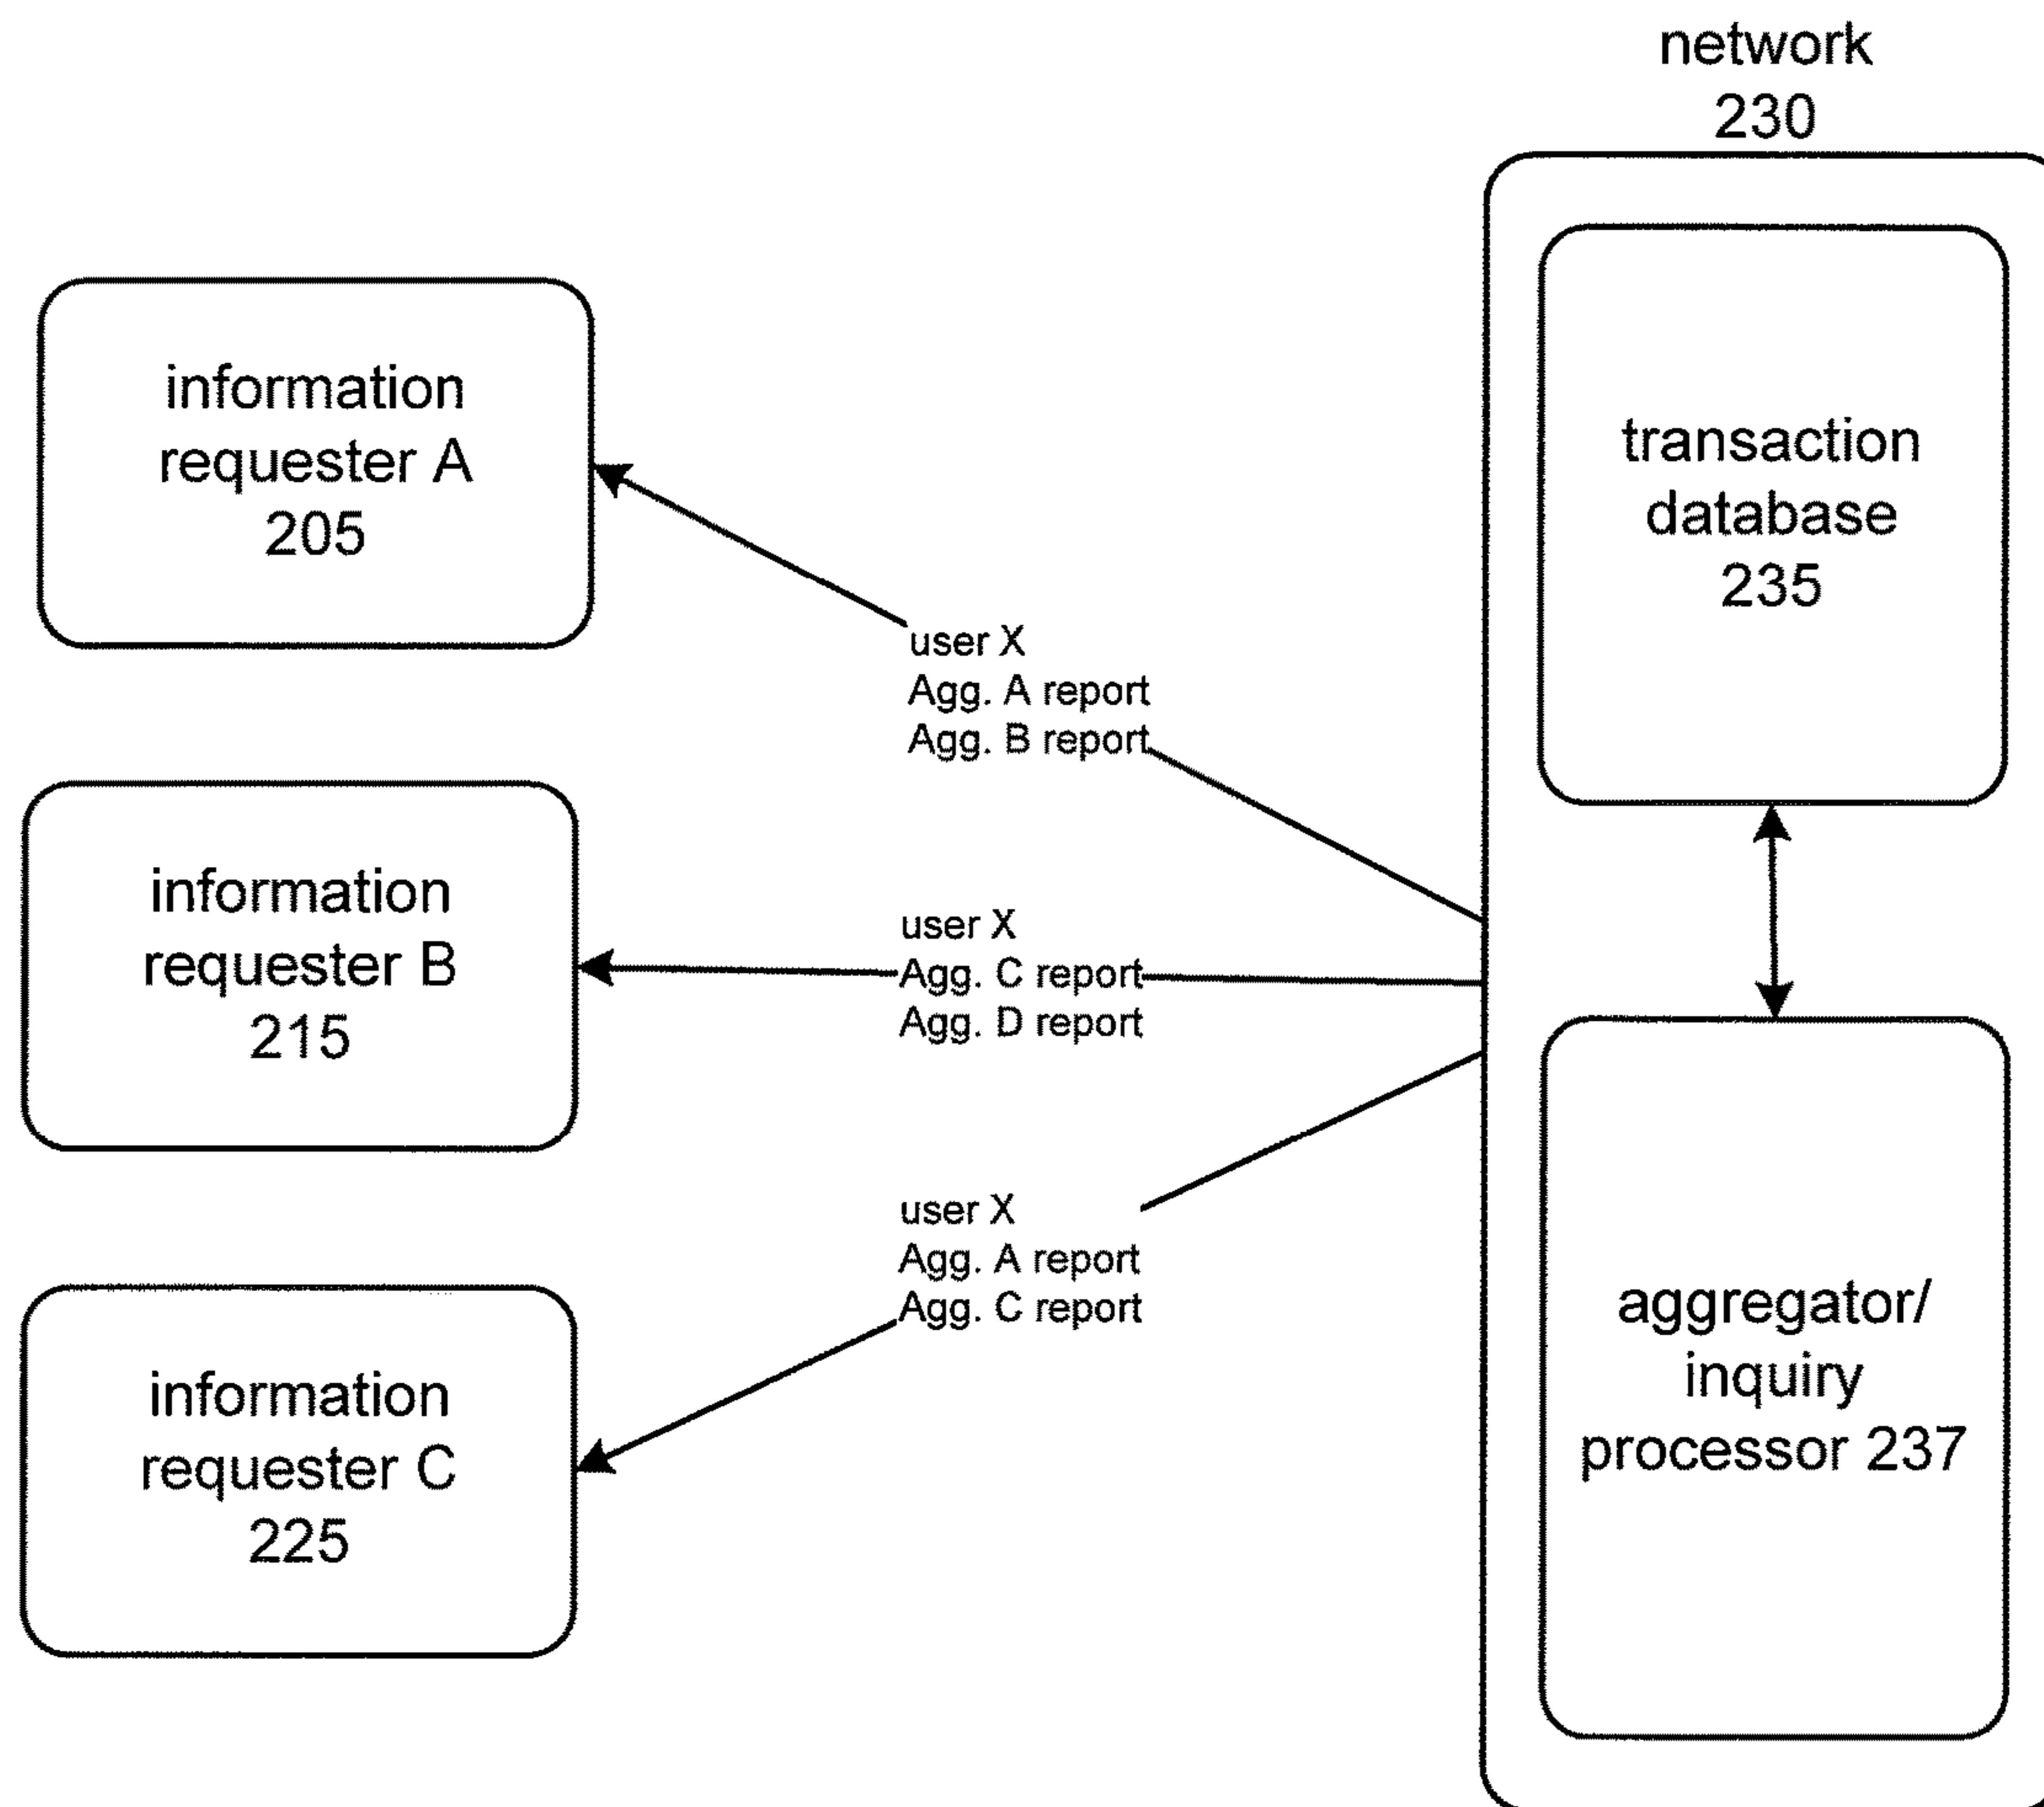 network
230
information
requester A
205
transaction
database
235
user X
Agg. A report
Agg. B report
information
requester B
215
user X
Agg. C report
Agg. D report
user X
Agg. A report
Agg. C report
aggregator/
inquiry
processor 237
information
requester C
225